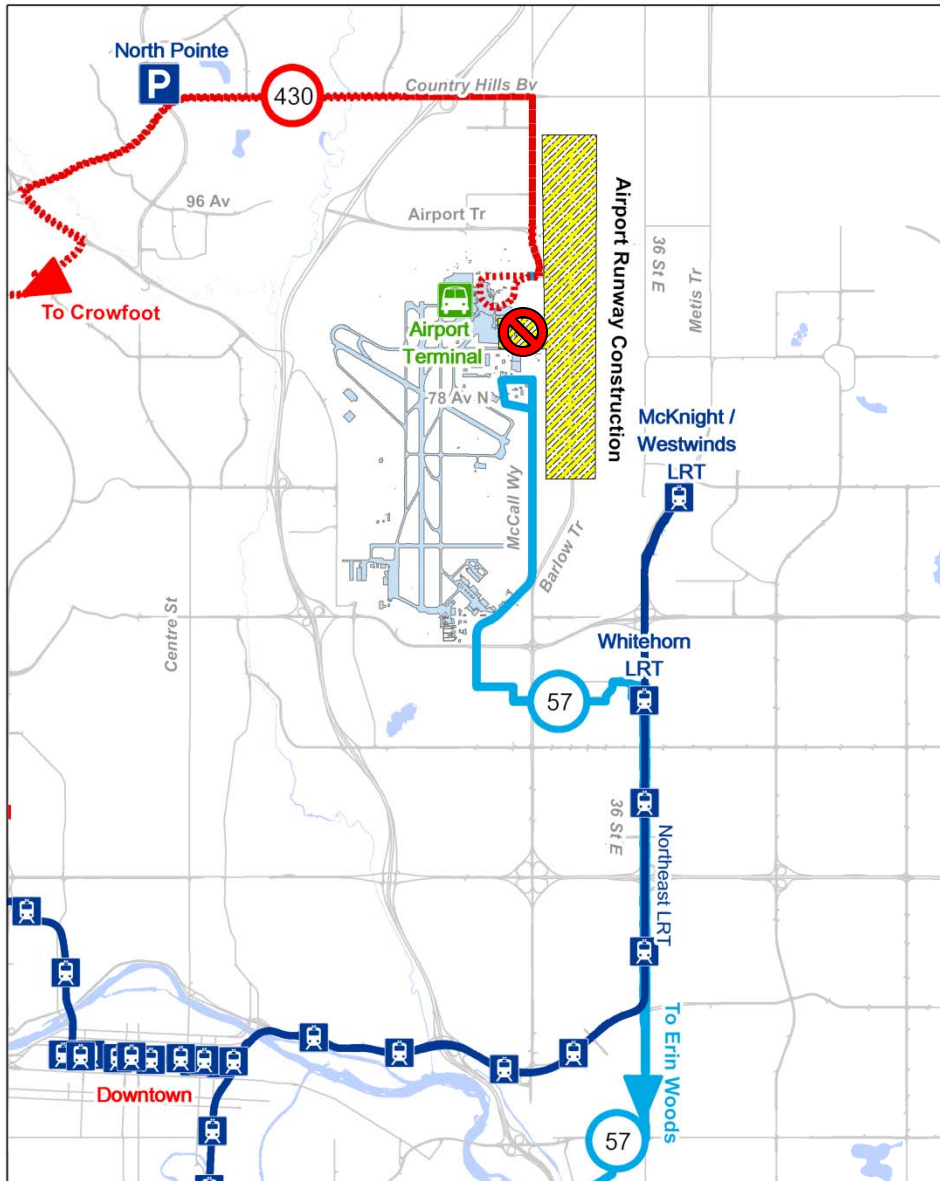 North Pointe
P
430
Country Hills Bv
96 Av
Airport Tr
Airport Runway Construction
36 St E
Metis Tr
To Crowfoot
Airport
Terminal
78 Av N
McKnight /
Westwinds
LRT
McCall Wy
Barlow Tr
Centre St
Whitehorn
LRT
57
36 St E
Northeast LRT
To Erin Woods
Downtown
57